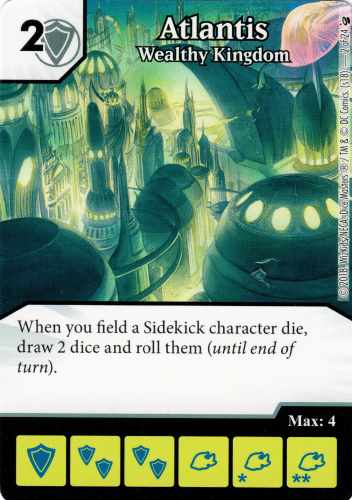 2
Atlantis
Wealthy Kingdom
When you field a Sidekick character die,
draw 2 dice and roll them (until end of
turn).
Max: 4
*
**